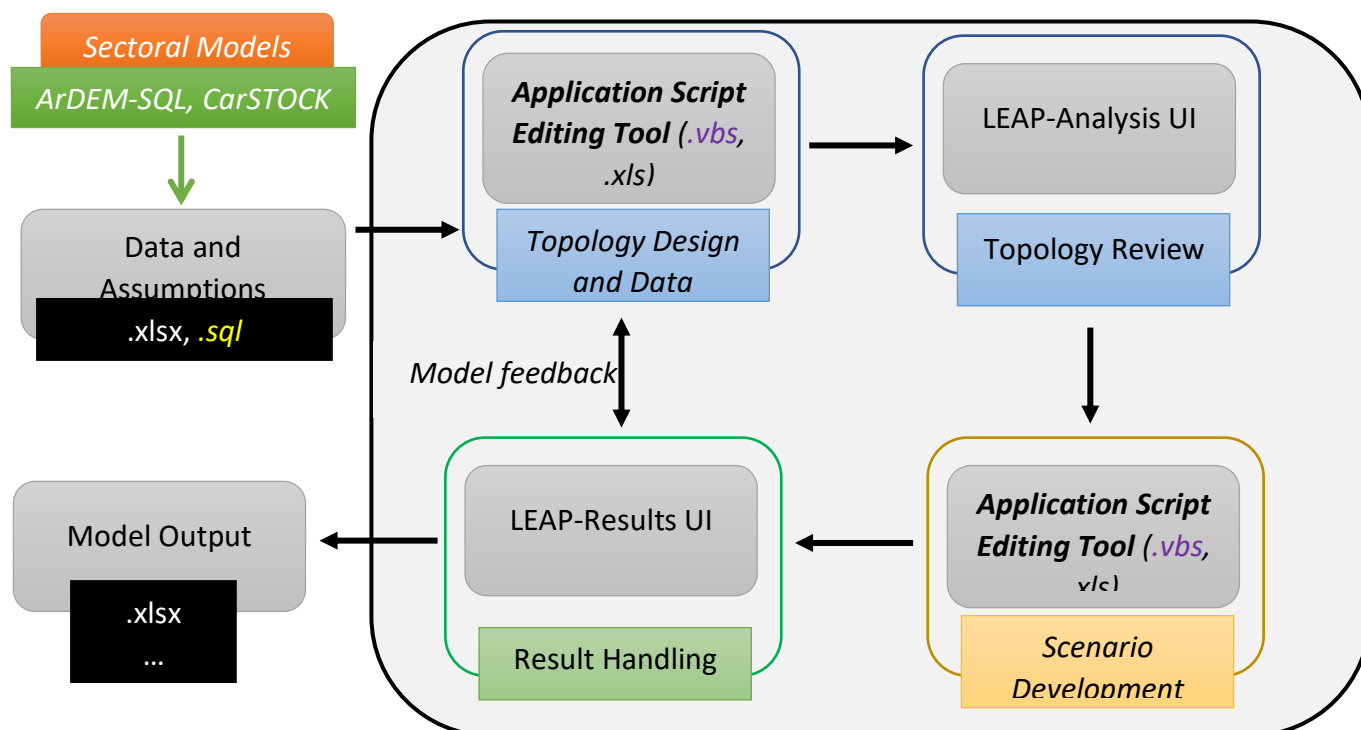 Sectoral Models
ArDEM-SQL, CarSTOCK
Data and
Assumptions
.xlsx, .sql
Application Script
Editing Tool (.vbs,
.xls)
Topology Design
and Data
LEAP-Analysis UI
Topology Review
Model feedback
LEAP-Results UI
Result Handling
Application Script
Editing Tool (.vbs,
xls)
Scenario
Development
Model Output
.xlsx
...